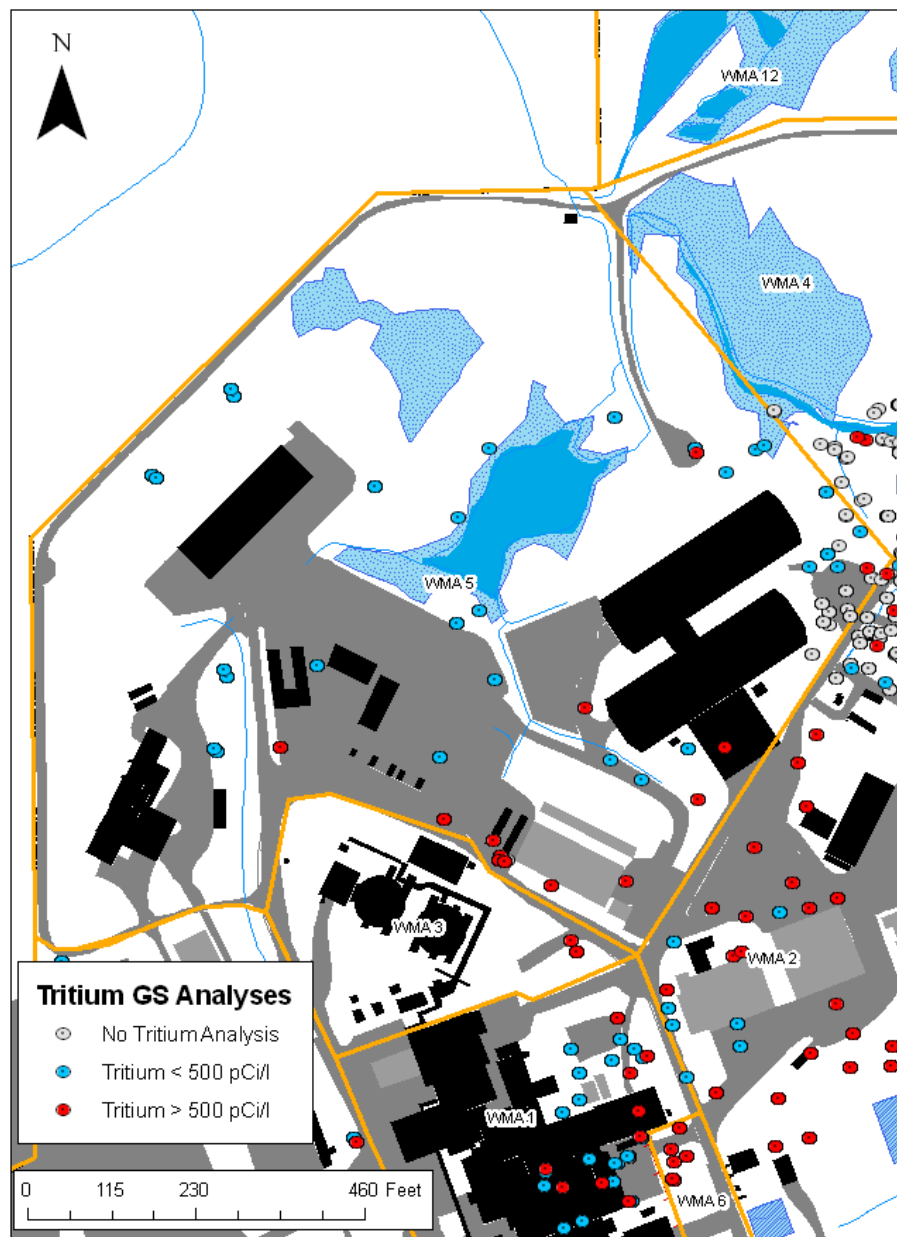 N
WMA 12
WMA 4
WMA 5
WMA 3
WMA 2
Tritium GS Analyses
No Tritium Analysis
Tritium < 500 pCi/l
Tritium > 500 pCi/l
WMA 1
WMA 6
0 115 230 460 Feet